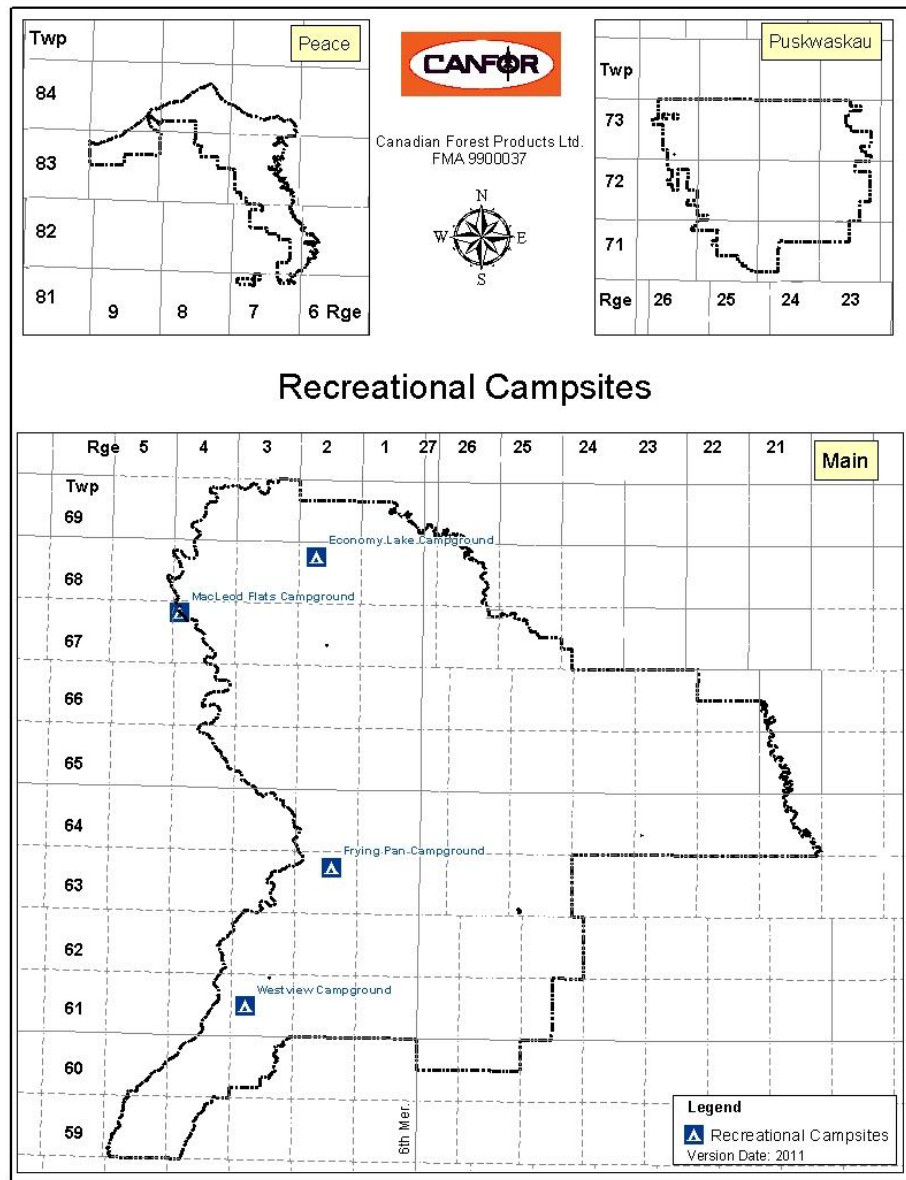 Twp
Peace
84
83
82
81
9 8 7 6 Rge
CANFOR
Canadian Forest Products Ltd.
FMA 9900037
N
W E
S
Puskwaskau
Twp
73
72
71
Rge 26 25 24 23
Recreational Campsites
Rge 5 4 3 2 1 27 26 25 24 23 22 21
Main
Twp
69
Economy Lake Campground
68
MacLeod Flats Campground
67
66
65
64
Frying Pan Campground
63
62
Westview Campground
61
60
59
6th Mer.
Legend
Recreational Campsites
Version Date: 2011